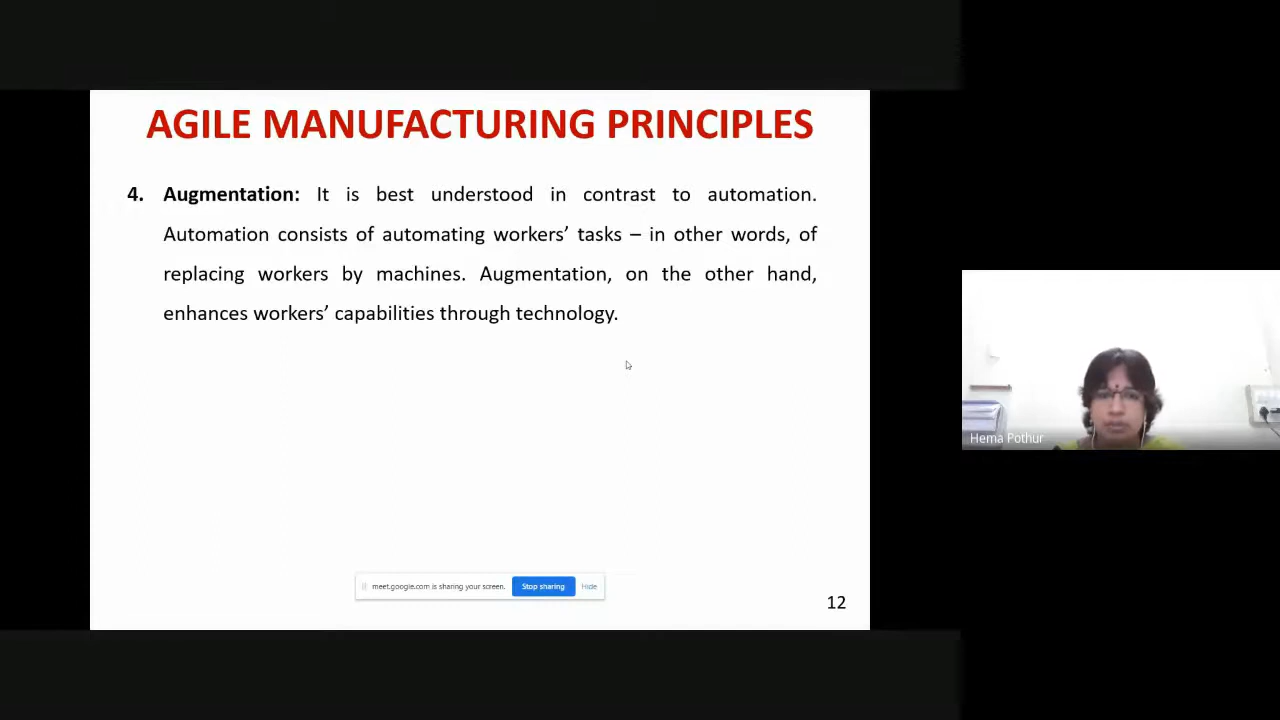 AGILE MANUFACTURING PRINCIPLES
4. Augmentation: It is best understood in contrast to automation.
Automation consists of automating workers’ tasks – in other words, of
replacing workers by machines. Augmentation, on the other hand,
enhances workers’ capabilities through technology.
Hema Pothur
meet.google.com is sharing your screen. Stop sharing Hide
12